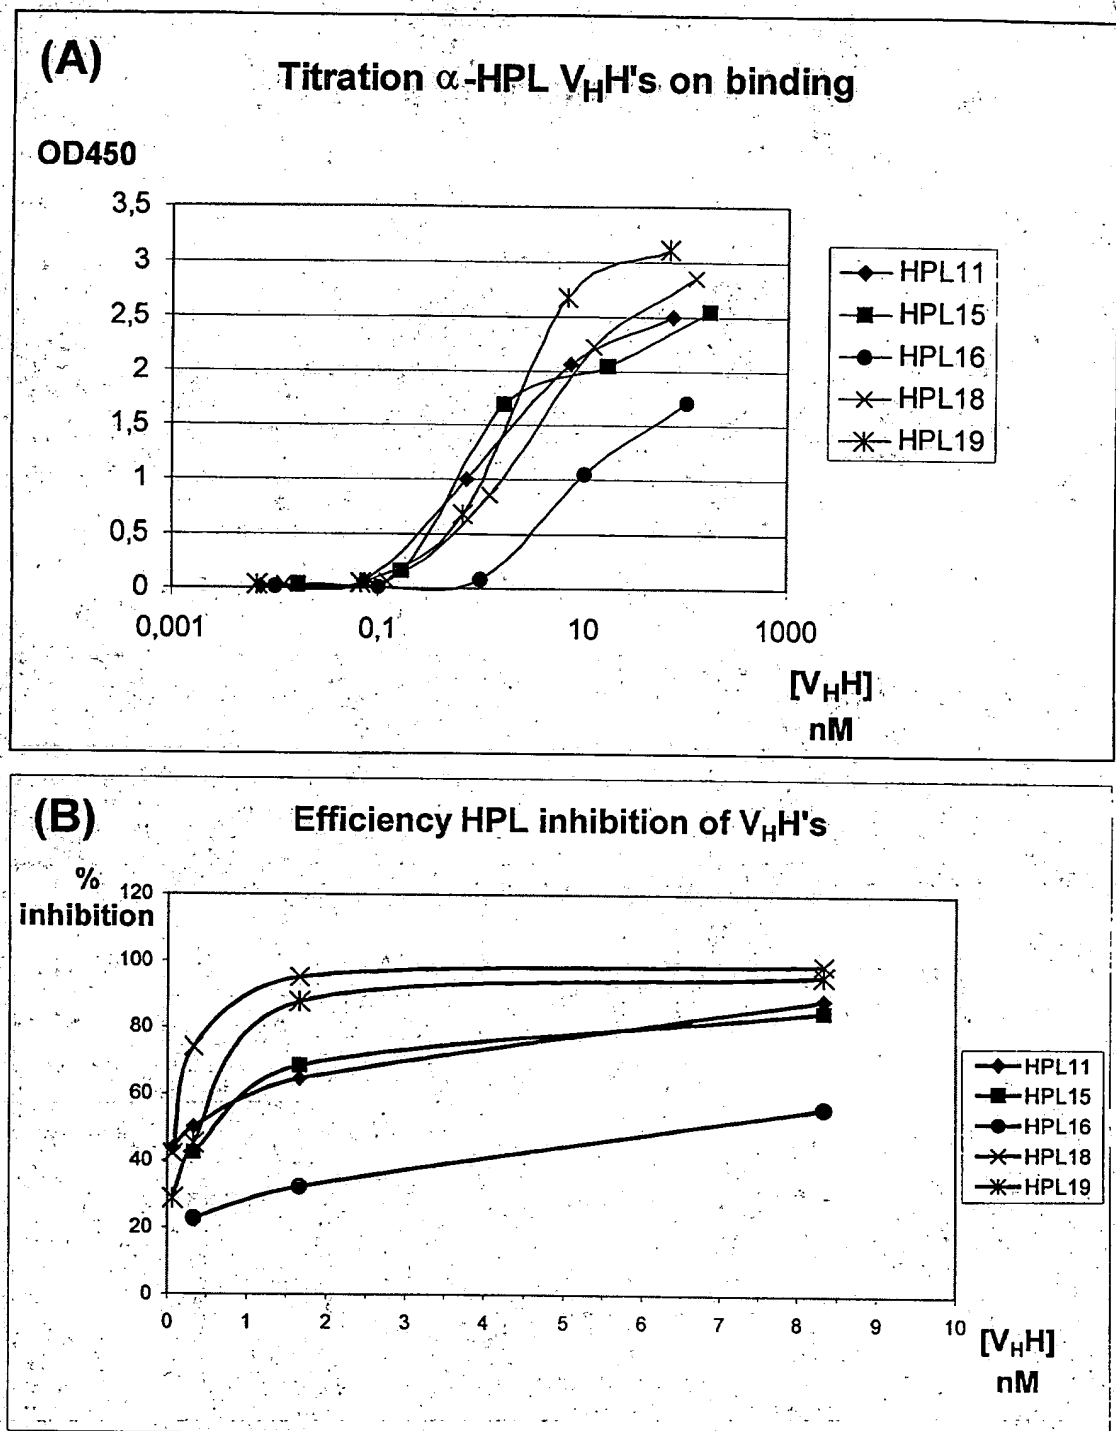 (A)
Titration α-HPL VHH's on binding
OD450
3,5
3
2,5
2
1,5
1
0,5
0
0,001
0,1
10
1000
[VHH]
nM
HPL11
HPL15
HPL16
HPL18
HPL19
(B)
Efficiency HPL inhibition of VHH's
%
inhibition
120
100
80
60
40
20
0
0 1 2 3 4 5 6 7 8 9 10
[VHH]
nM
HPL11
HPL15
HPL16
HPL18
HPL19